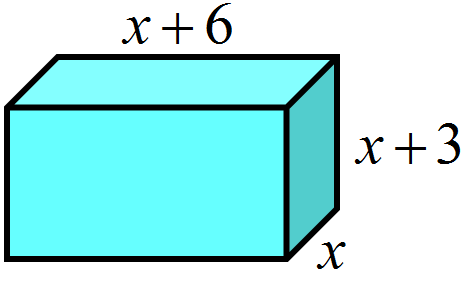 x + 6
x + 3
x